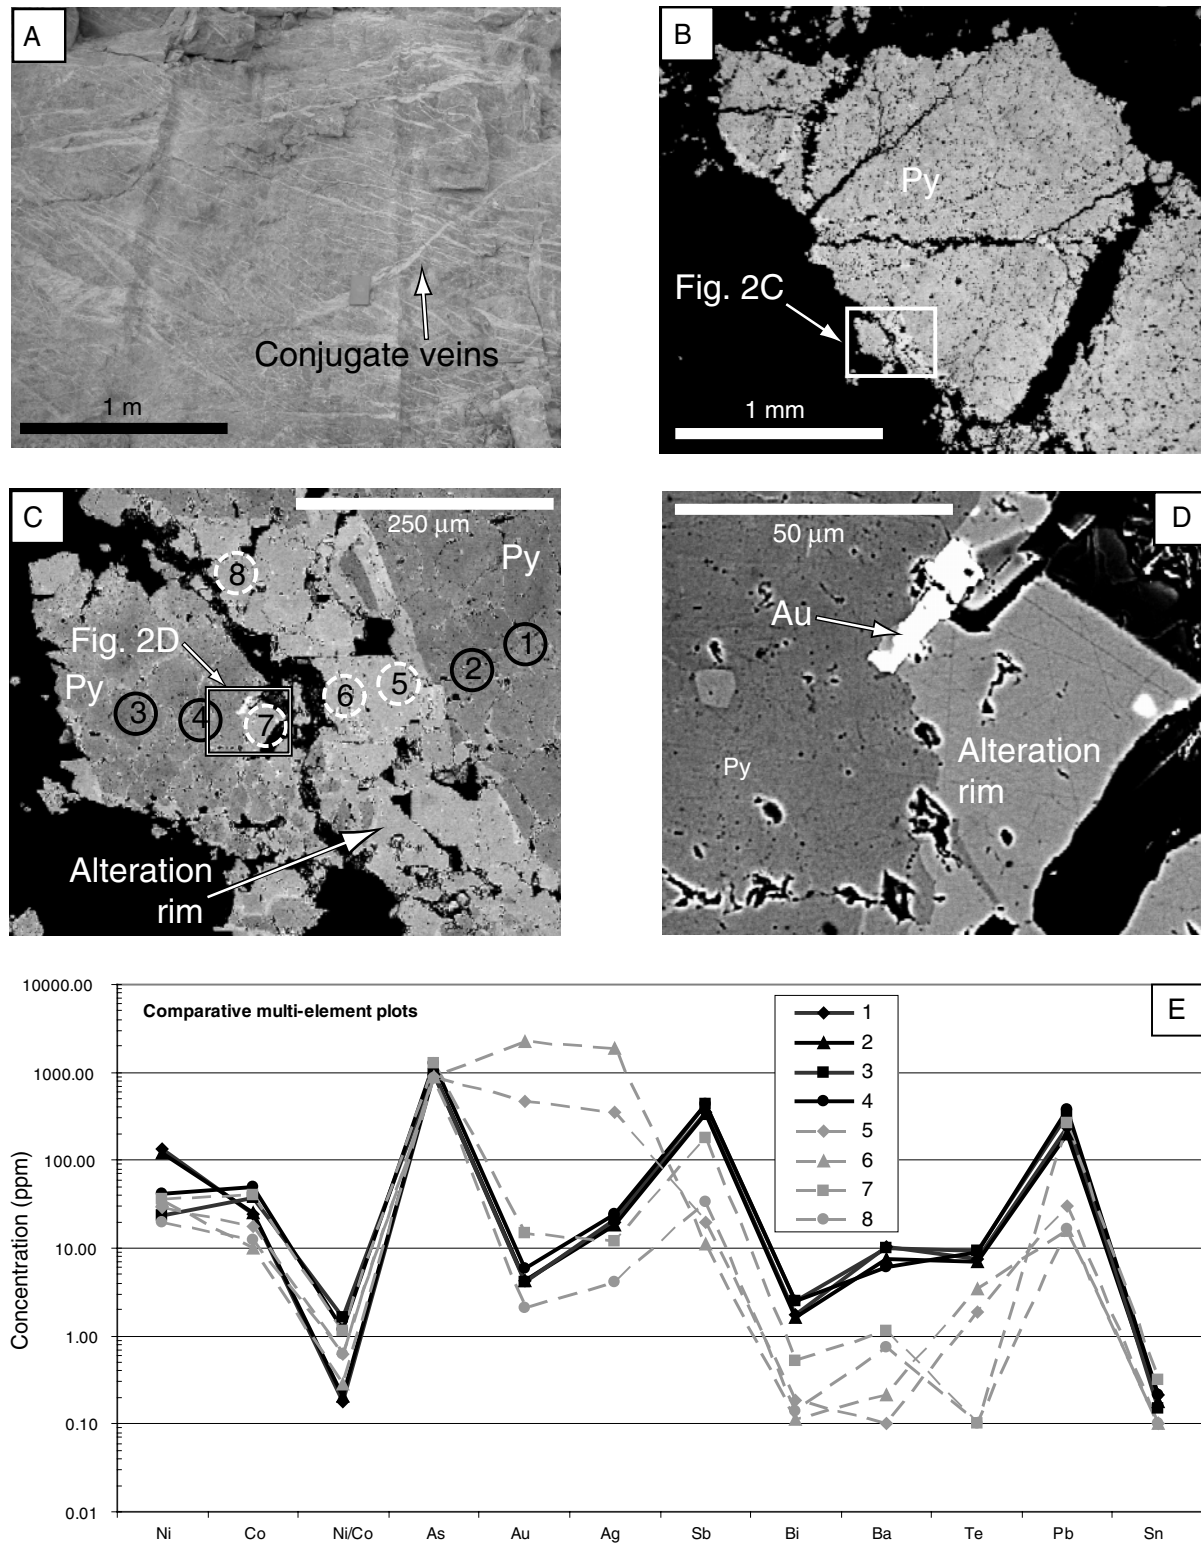 A
Conjugate veins
1 m
B
Py
Fig. 2C
1 mm
C
250 μm
Py
8
Fig. 2D
Py
1
2
5
6
3
4
7
Alteration
rim
D
50 μm
Au
Py
Alteration
rim
10000.00
1000.00
100.00
10.00
1.00
0.10
0.01
Concentration (ppm)
Comparative multi-element plots
E
1
2
3
4
5
6
7
8
Ni Co Ni/Co As Au Ag Sb Bi Ba Te Pb Sn